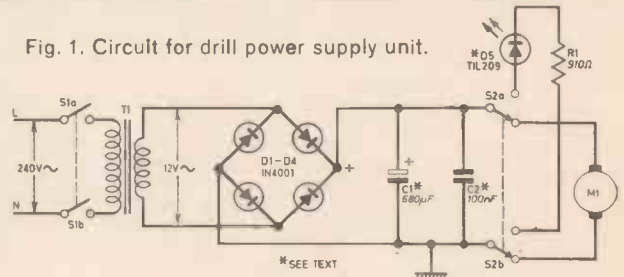 Fig. 1. Circuit for drill power supply unit.
*D5
TIL209
R1
910Ω
L
S1a
T1
S2a
240V~
12V~
D1-D4
IN4001
+
+
C1*
680µF
C2*
100nF
M1
N
S1b
*SEE TEXT
S2b